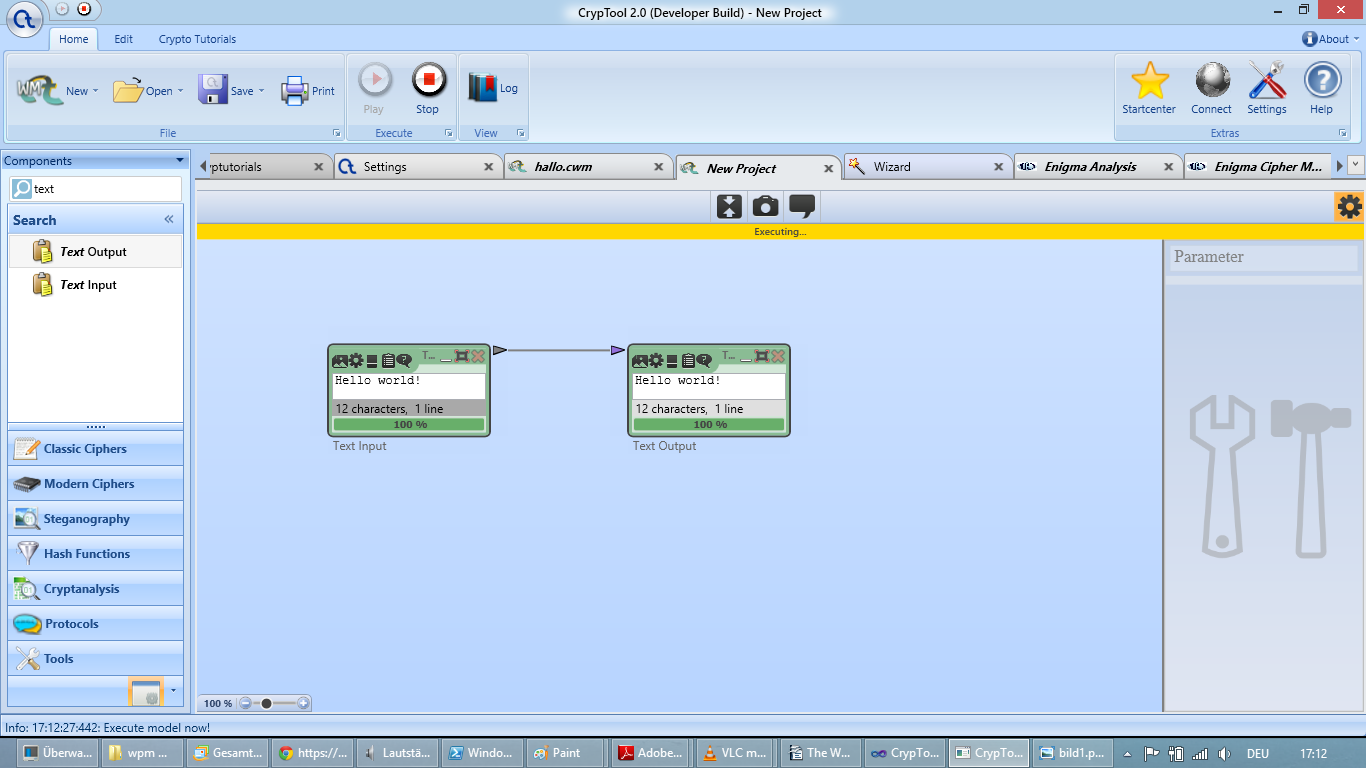 CrypTool 2.0 (Developer Build) - New Project
Home Edit Crypto Tutorials About
New Open Save Print Play Stop Log Startcenter Connect Settings Help
File Execute View Extras
Components
yptutorials Settings hallo.cwm New Project Wizard Enigma Analysis Enigma Cipher M...
text
Search
Text Output
Text Input
Executing...
Parameter
T... T...
Hello world! Hello world!
12 characters, 1 line 12 characters, 1 line
100 % 100 %
Text Input Text Output
Classic Ciphers
Modern Ciphers
Steganography
Hash Functions
Cryptanalysis
Protocols
Tools
100 %
Info: 17:12:27:442: Execute model now!
Überwa... wpm ... Gesamt... https://... Lautstä... Windo... Paint Adobe... VLC m... The W... CrypTo... CrypTo... bild1.p... DEU 17:12